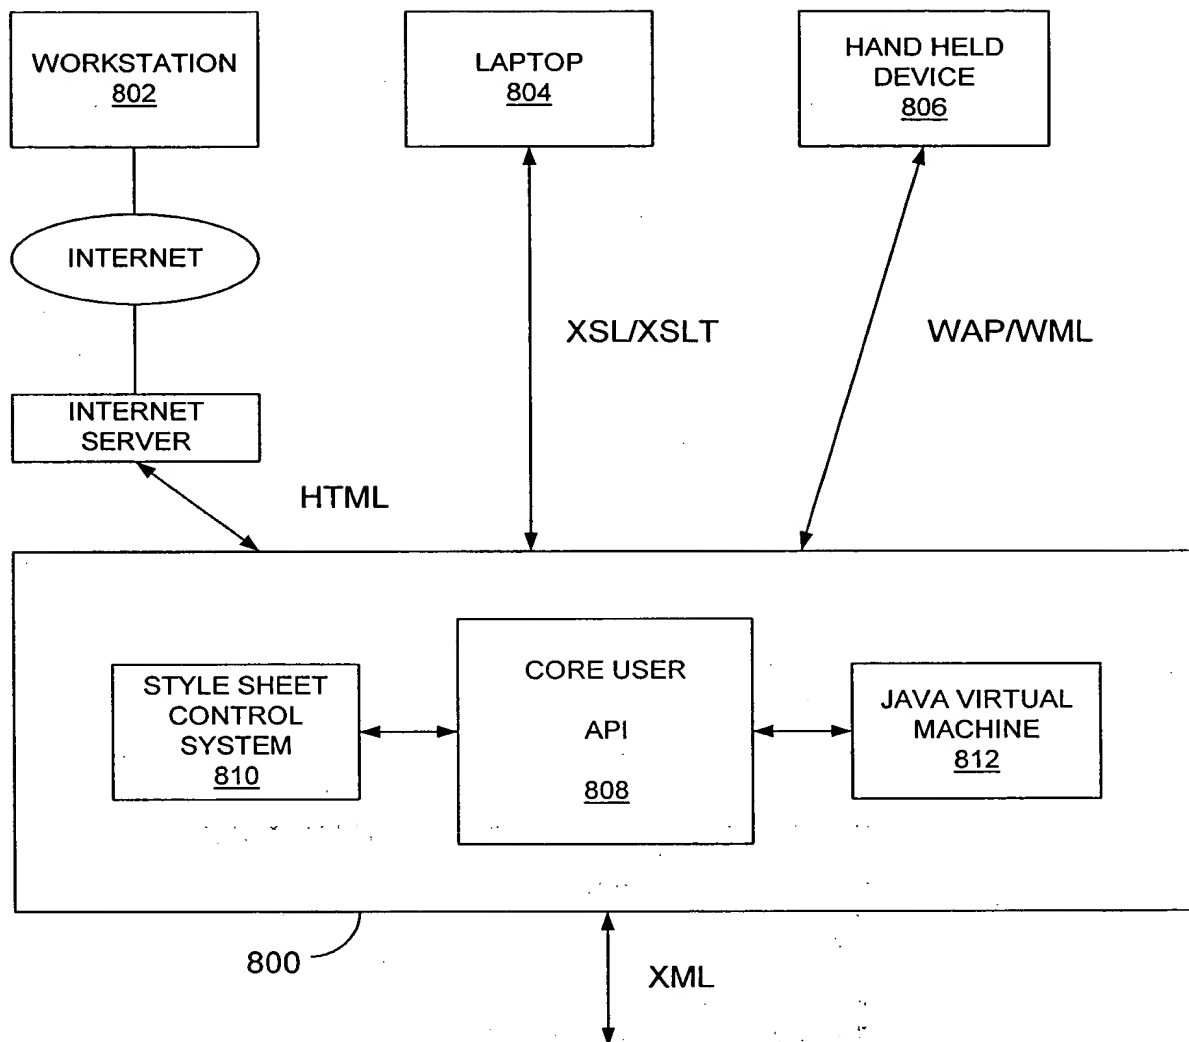 WORKSTATION
802
LAPTOP
804
HAND HELD
DEVICE
806
INTERNET
XSL/XSLT
WAP/WML
INTERNET
SERVER
HTML
STYLE SHEET
CONTROL
SYSTEM
810
CORE USER
API
808
JAVA VIRTUAL
MACHINE
812
800
XML